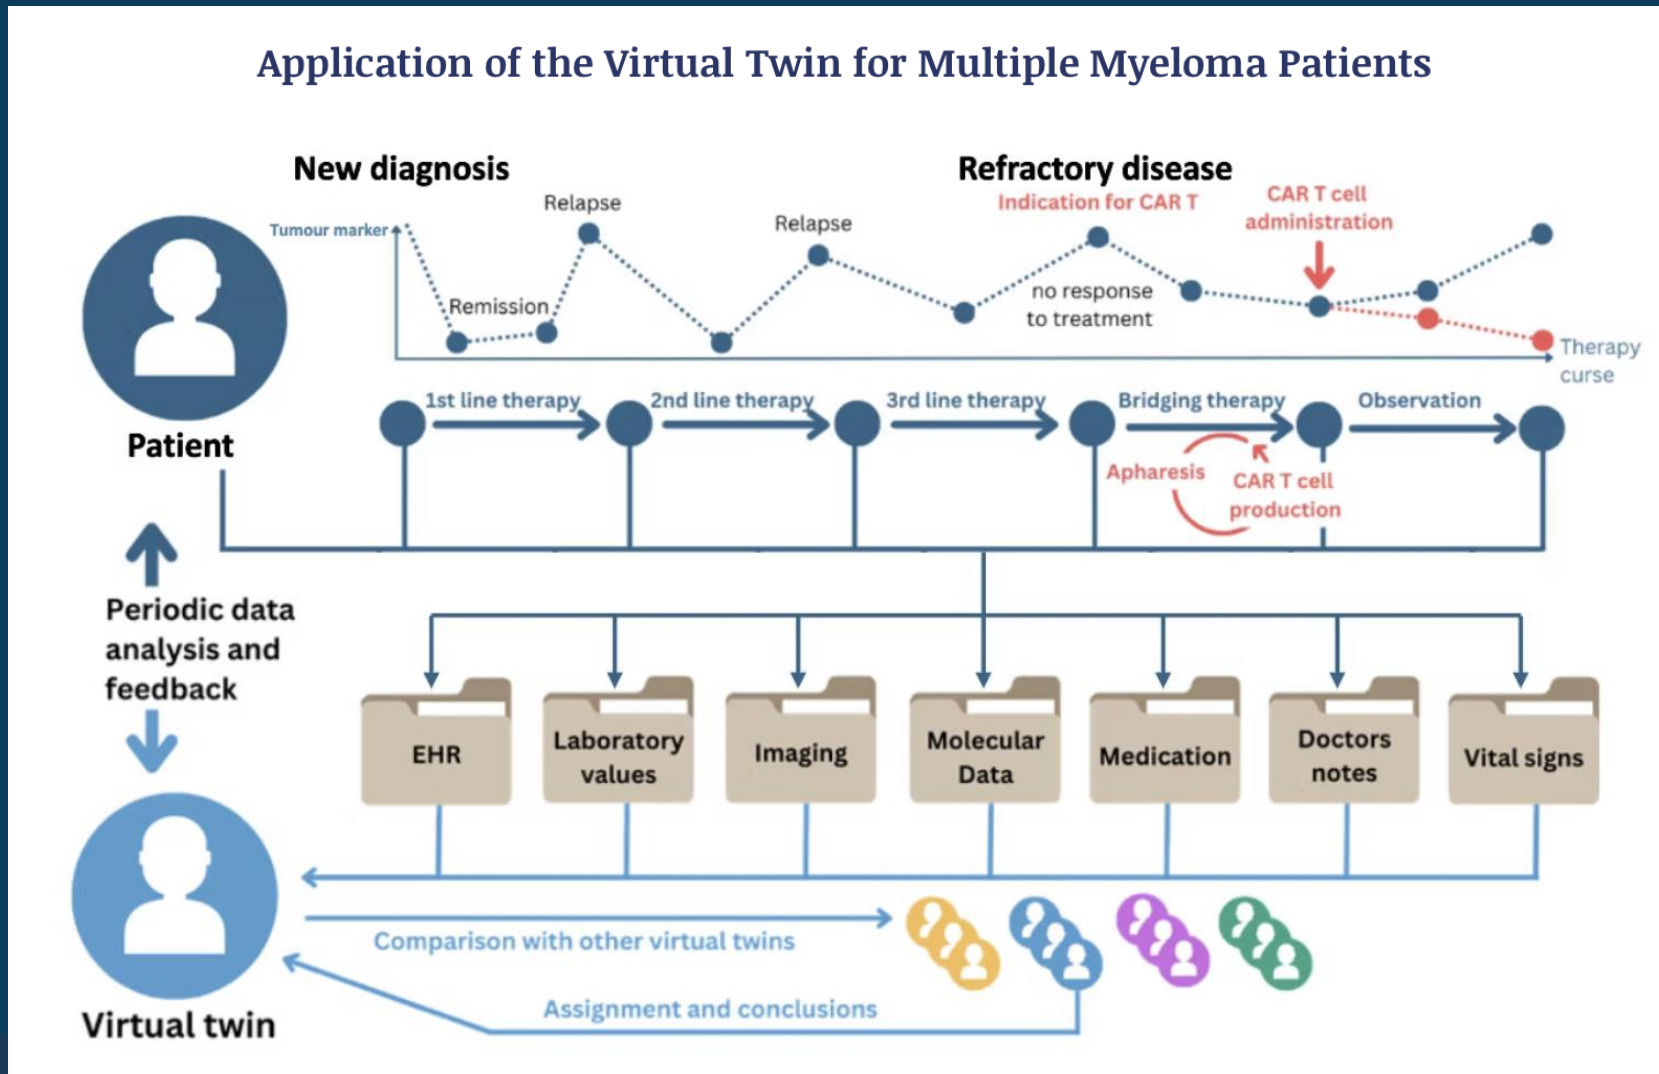 Application of the Virtual Twin for Multiple Myeloma Patients
New diagnosis
Refractory disease
Indication for CAR T
CAR T cell
administration
Relapse
Relapse
Tumour marker
Remission
no response
to treatment
Therapy
curse
1st line therapy
2nd line therapy
3rd line therapy
Bridging therapy
Observation
Patient
Apharesis
CAR T cell
production
Periodic data
analysis and
feedback
EHR
Laboratory
values
Imaging
Molecular
Data
Medication
Doctors
notes
Vital signs
Comparison with other virtual twins
Assignment and conclusions
Virtual twin